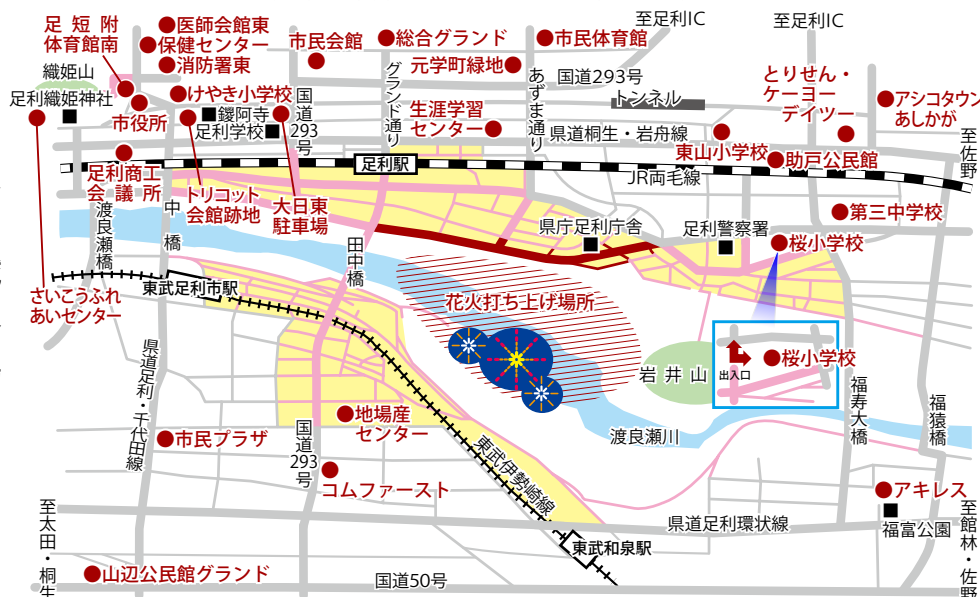 至足利IC
至足利IC
足短附
体育館南
医師会館東
保健センター
消防署東
市民会館
総合グランド
市民体育館
元学町緑地
国道293号
とりせん・
ケーヨー
デイツー
アシコタウン
あしかが
織姫山
足利織姫神社
けやき小学校
市役所
鑁阿寺
足利学校
国道293号
グランド通り
生涯学習
センター
あずま通り
トンネル
県道桐生・岩舟線
東山小学校
助戸公民館
至佐野
足利駅
JR両毛線
足利商工
会議所
トリコット
会館跡地
大日東
駐車場
渡良瀬橋
中橋
田中橋
県庁足利庁舎
足利警察署
第三中学校
桜小学校
さいこうふれ
あいセンター
東武足利市駅
花火打ち上げ場所
岩井山
出入口
桜小学校
県道足利・千代田線
地場産
センター
市民プラザ
国道293号
コムファースト
東武伊勢崎線
渡良瀬川
福寿大橋
福猿橋
アキレス
福富公園
県道足利環状線
東武和泉駅
至太田・桐生
山辺公民館グランド
国道50号
至館林・佐野